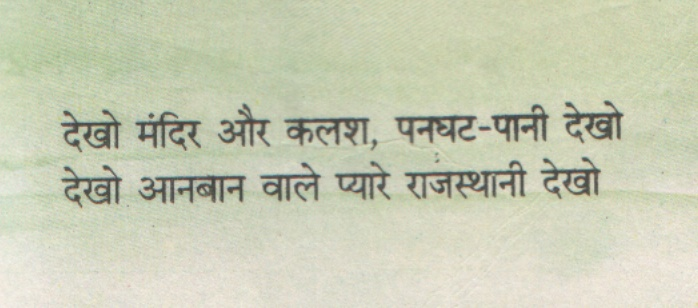 देखो मंदिर और कलश, पनघट-पानी देखो
देखो आनबान वाले प्यारे राजस्थानी देखो